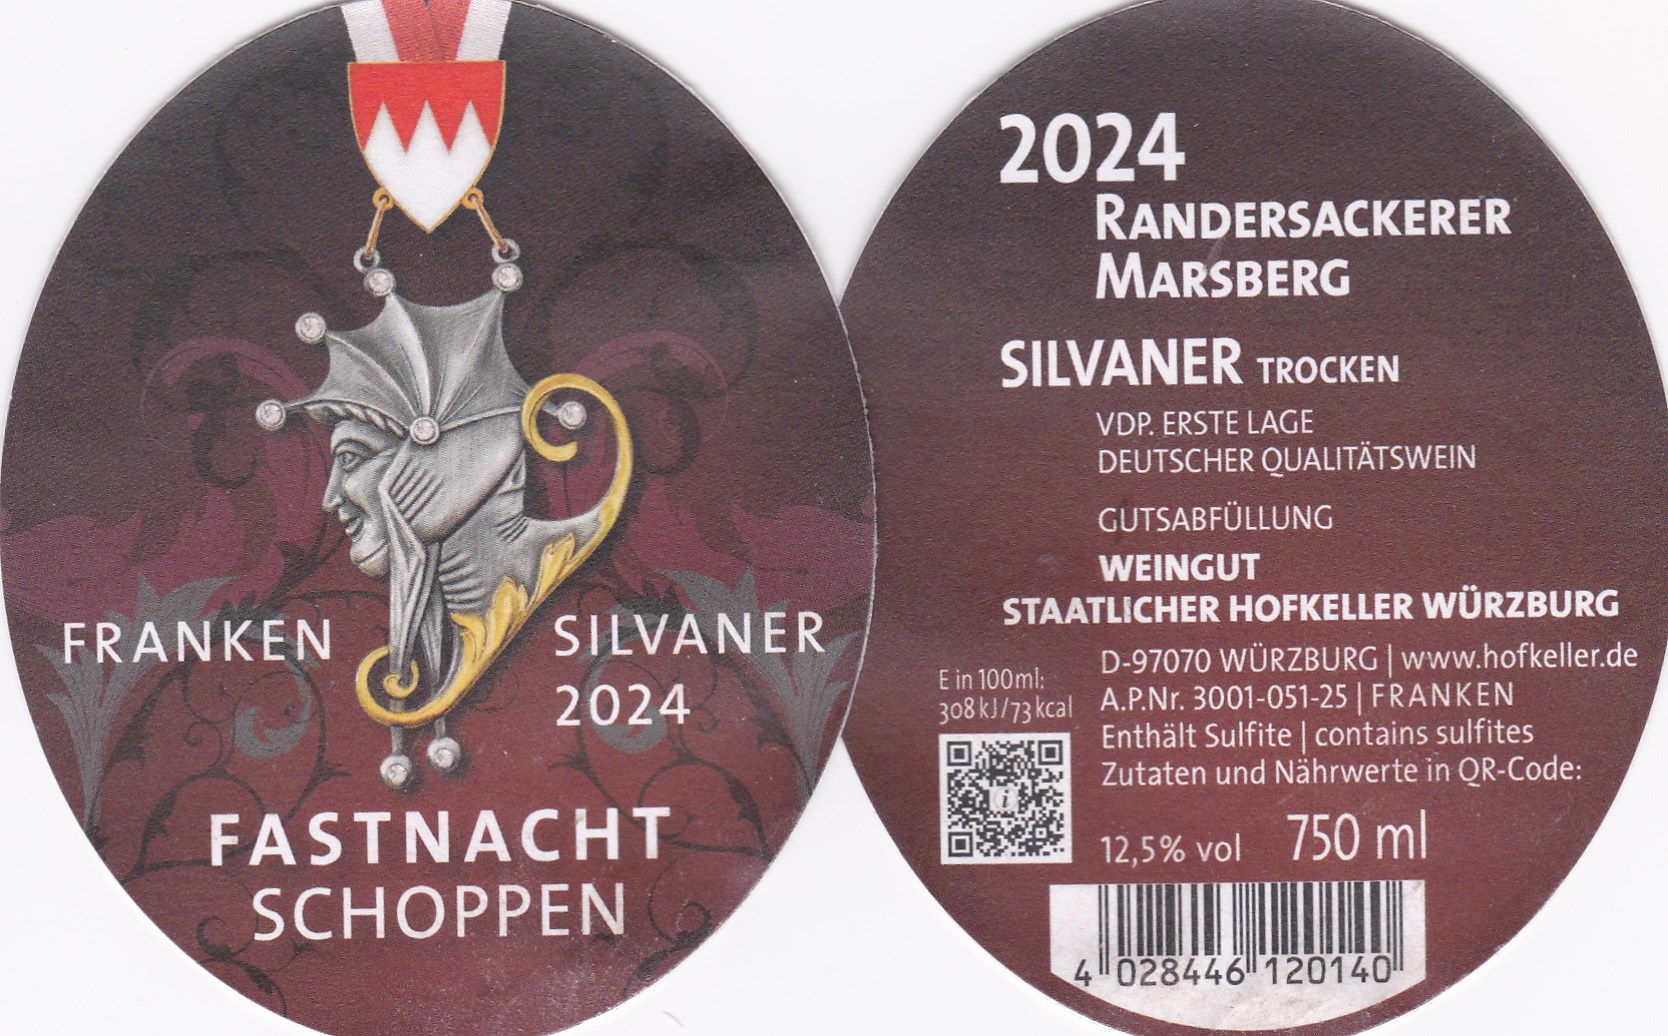 FRANKEN
SILVANER
2024
FASTNACHT
SCHOPPEN
2024
RANDERSACKERER
MARSBERG
SILVANER TROCKEN
VDP. ERSTE LAGE
DEUTSCHER QUALITÄTSWEIN
GUTSABFÜLLUNG
WEINGUT
STAATLICHER HOFKELLER WÜRZBURG
D-97070 WÜRZBURG | www.hofkeller.de
A.P.Nr. 3001-051-25 | FRANKEN
Enthält Sulfite | contains sulfites
Zutaten und Nährwerte in QR-Code:
E in 100ml:
308 kJ/73 kcal
i
12,5% vol 750 ml
4 028446 120140